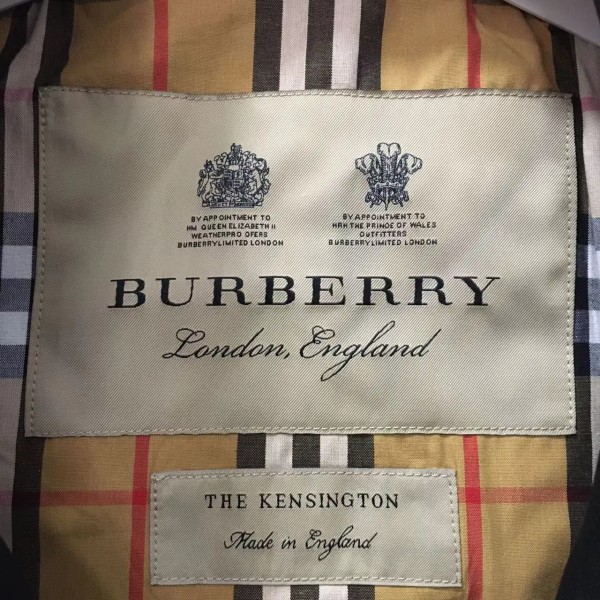 BY APPOINTMENT TO
HM QUEEN ELIZABETH II
WEATHERPRO OFERS
BURBERRY LIMITED LONDON
BY APPOINTMENT TO
HRH THE PRINCE OF WALES
OUTFITTERS
BURBERRY LIMITED LONDON
BURBERRY
London, England
THE KENSINGTON
Made in England